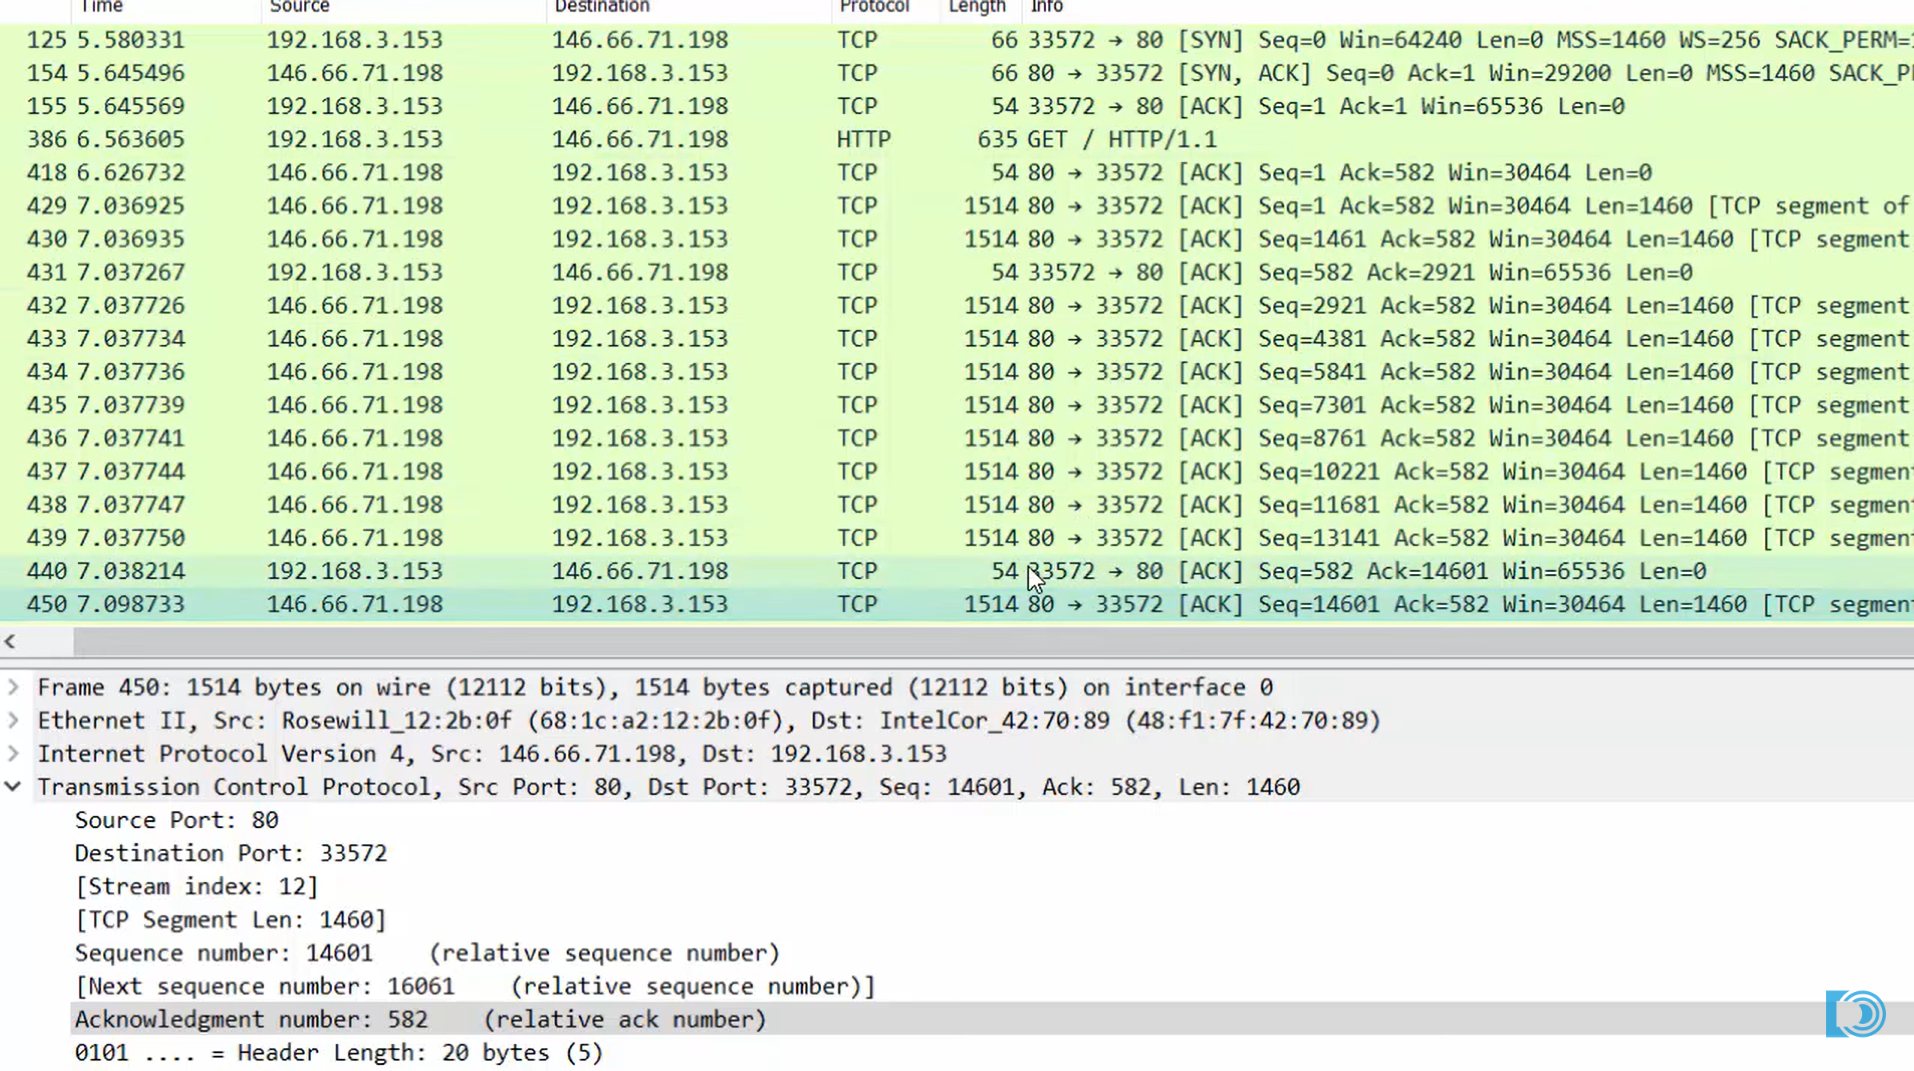 Time Source Destination Protocol Length Info
125 5.580331 192.168.3.153 146.66.71.198 TCP 66 33572 → 80 [SYN] Seq=0 Win=64240 Len=0 MSS=1460 WS=256 SACK_PERM=
154 5.645496 146.66.71.198 192.168.3.153 TCP 66 80 → 33572 [SYN, ACK] Seq=0 Ack=1 Win=29200 Len=0 MSS=1460 SACK_P
155 5.645569 192.168.3.153 146.66.71.198 TCP 54 33572 → 80 [ACK] Seq=1 Ack=1 Win=65536 Len=0
386 6.563605 192.168.3.153 146.66.71.198 HTTP 635 GET / HTTP/1.1
418 6.626732 146.66.71.198 192.168.3.153 TCP 54 80 → 33572 [ACK] Seq=1 Ack=582 Win=30464 Len=0
429 7.036925 146.66.71.198 192.168.3.153 TCP 1514 80 → 33572 [ACK] Seq=1 Ack=582 Win=30464 Len=1460 [TCP segment of
430 7.036935 146.66.71.198 192.168.3.153 TCP 1514 80 → 33572 [ACK] Seq=1461 Ack=582 Win=30464 Len=1460 [TCP segment
431 7.037267 192.168.3.153 146.66.71.198 TCP 54 33572 → 80 [ACK] Seq=582 Ack=2921 Win=65536 Len=0
432 7.037726 146.66.71.198 192.168.3.153 TCP 1514 80 → 33572 [ACK] Seq=2921 Ack=582 Win=30464 Len=1460 [TCP segment
433 7.037734 146.66.71.198 192.168.3.153 TCP 1514 80 → 33572 [ACK] Seq=4381 Ack=582 Win=30464 Len=1460 [TCP segment
434 7.037736 146.66.71.198 192.168.3.153 TCP 1514 80 → 33572 [ACK] Seq=5841 Ack=582 Win=30464 Len=1460 [TCP segment
435 7.037739 146.66.71.198 192.168.3.153 TCP 1514 80 → 33572 [ACK] Seq=7301 Ack=582 Win=30464 Len=1460 [TCP segment
436 7.037741 146.66.71.198 192.168.3.153 TCP 1514 80 → 33572 [ACK] Seq=8761 Ack=582 Win=30464 Len=1460 [TCP segment
437 7.037744 146.66.71.198 192.168.3.153 TCP 1514 80 → 33572 [ACK] Seq=10221 Ack=582 Win=30464 Len=1460 [TCP segmen
438 7.037747 146.66.71.198 192.168.3.153 TCP 1514 80 → 33572 [ACK] Seq=11681 Ack=582 Win=30464 Len=1460 [TCP segmen
439 7.037750 146.66.71.198 192.168.3.153 TCP 1514 80 → 33572 [ACK] Seq=13141 Ack=582 Win=30464 Len=1460 [TCP segmen
440 7.038214 192.168.3.153 146.66.71.198 TCP 54 33572 → 80 [ACK] Seq=582 Ack=14601 Win=65536 Len=0
450 7.098733 146.66.71.198 192.168.3.153 TCP 1514 80 → 33572 [ACK] Seq=14601 Ack=582 Win=30464 Len=1460 [TCP segmen
Frame 450: 1514 bytes on wire (12112 bits), 1514 bytes captured (12112 bits) on interface 0
Ethernet II, Src: Rosewill_12:2b:0f (68:1c:a2:12:2b:0f), Dst: IntelCor_42:70:89 (48:f1:7f:42:70:89)
Internet Protocol Version 4, Src: 146.66.71.198, Dst: 192.168.3.153
Transmission Control Protocol, Src Port: 80, Dst Port: 33572, Seq: 14601, Ack: 582, Len: 1460
Source Port: 80
Destination Port: 33572
[Stream index: 12]
[TCP Segment Len: 1460]
Sequence number: 14601 (relative sequence number)
[Next sequence number: 16061 (relative sequence number)]
Acknowledgment number: 582 (relative ack number)
0101 .... = Header Length: 20 bytes (5)